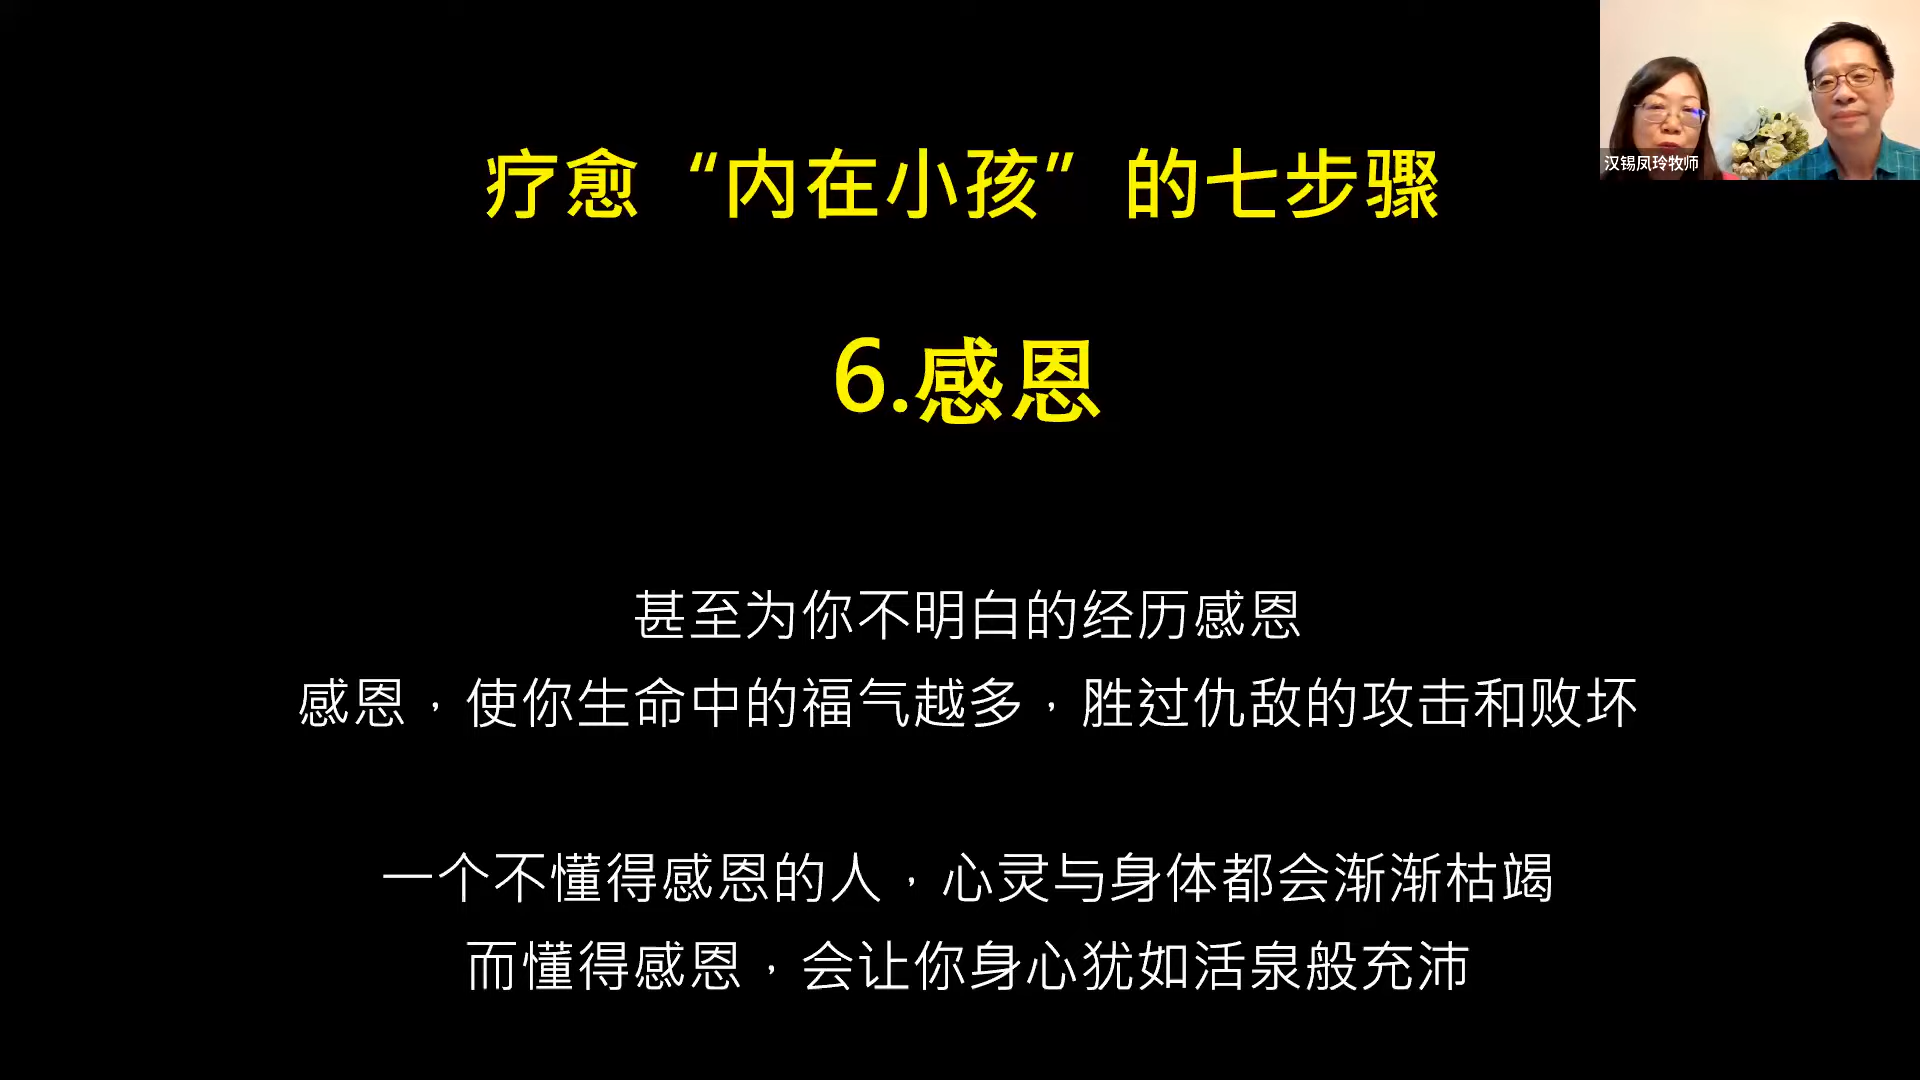 疗愈“内在小孩”的七步骤
6.感恩
甚至为你不明白的经历感恩
感恩，使你生命中的福气越多，胜过仇敌的攻击和败坏
一个不懂得感恩的人，心灵与身体都会渐渐枯竭
而懂得感恩，会让你身心犹如活泉般充沛
汉锡凤玲牧师